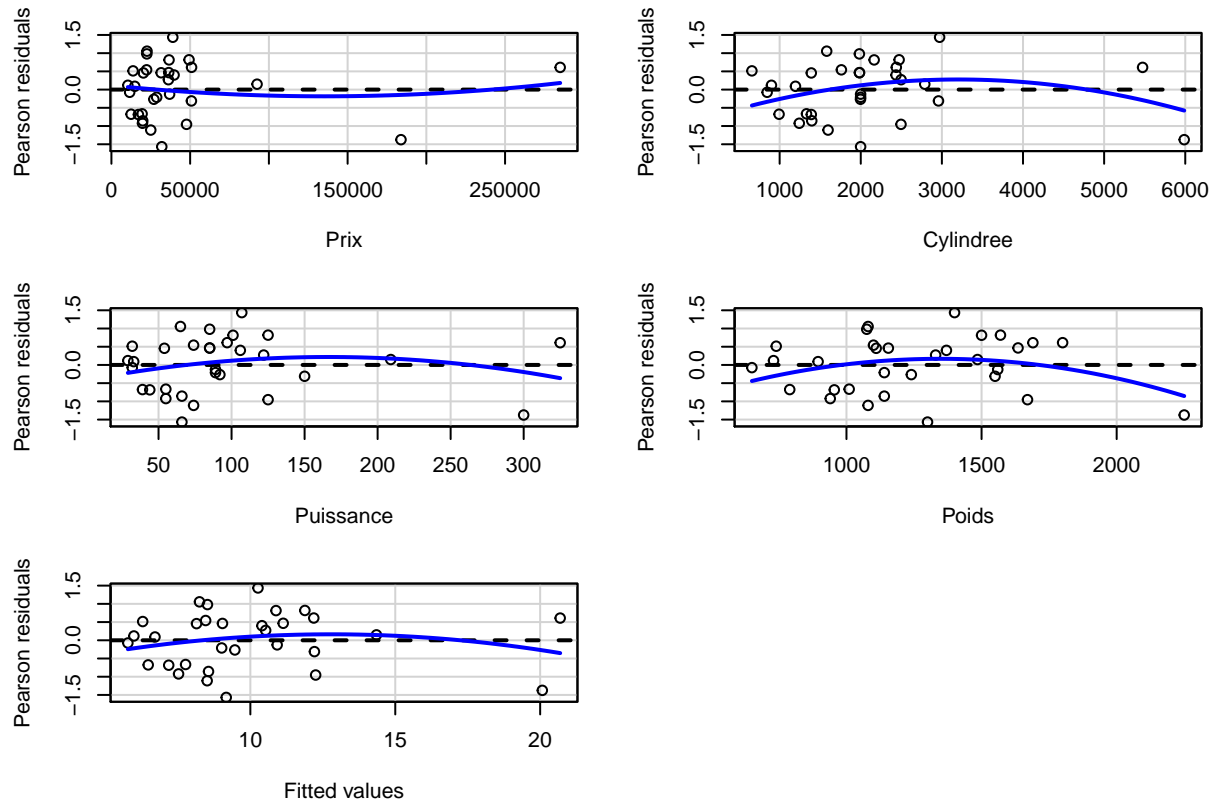 Pearson residuals
1.5
0.0
−1.5
0 50000 150000 250000
Prix
Pearson residuals
1.5
0.0
−1.5
1000 2000 3000 4000 5000 6000
Cylindree
Pearson residuals
1.5
0.0
−1.5
50 100 150 200 250 300
Puissance
Pearson residuals
1.5
0.0
−1.5
1000 1500 2000
Poids
Pearson residuals
1.5
0.0
−1.5
10 15 20
Fitted values